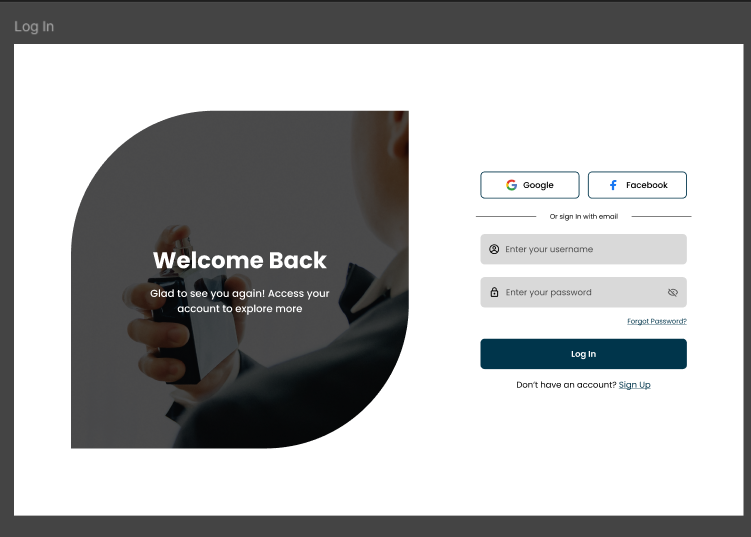 Log In
Welcome Back
Glad to see you again! Access your
account to explore more
Google
Facebook
Or sign in with email
Enter your username
Enter your password
Forgot Password?
Log In
Don't have an account? Sign Up